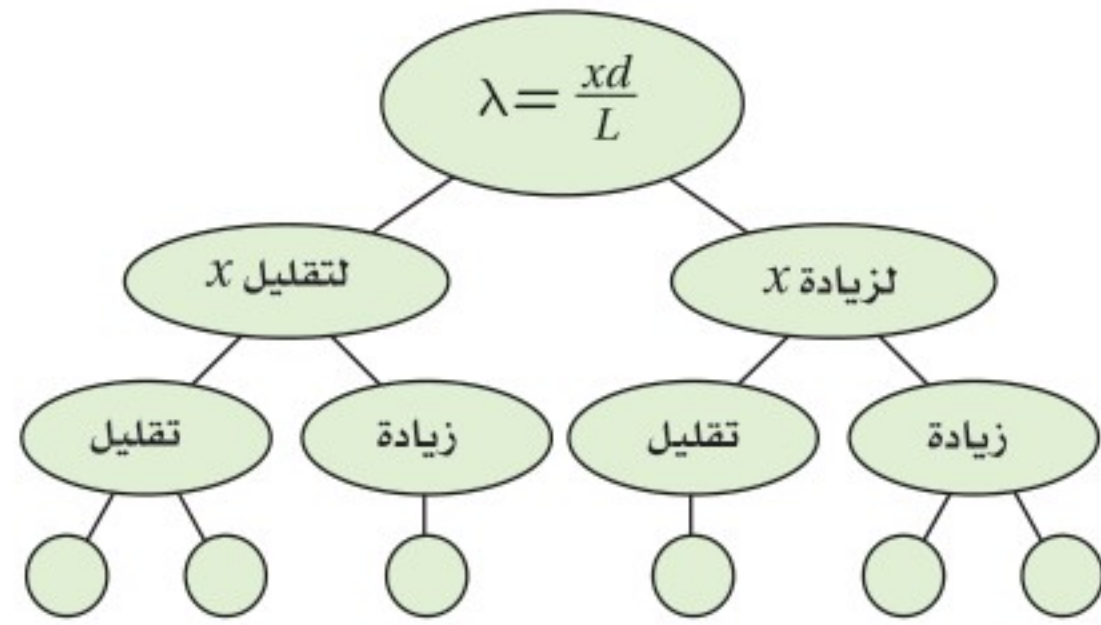 λ = xd/L
لزيادة x
لتقليل x
زيادة
تقليل
زيادة
تقليل